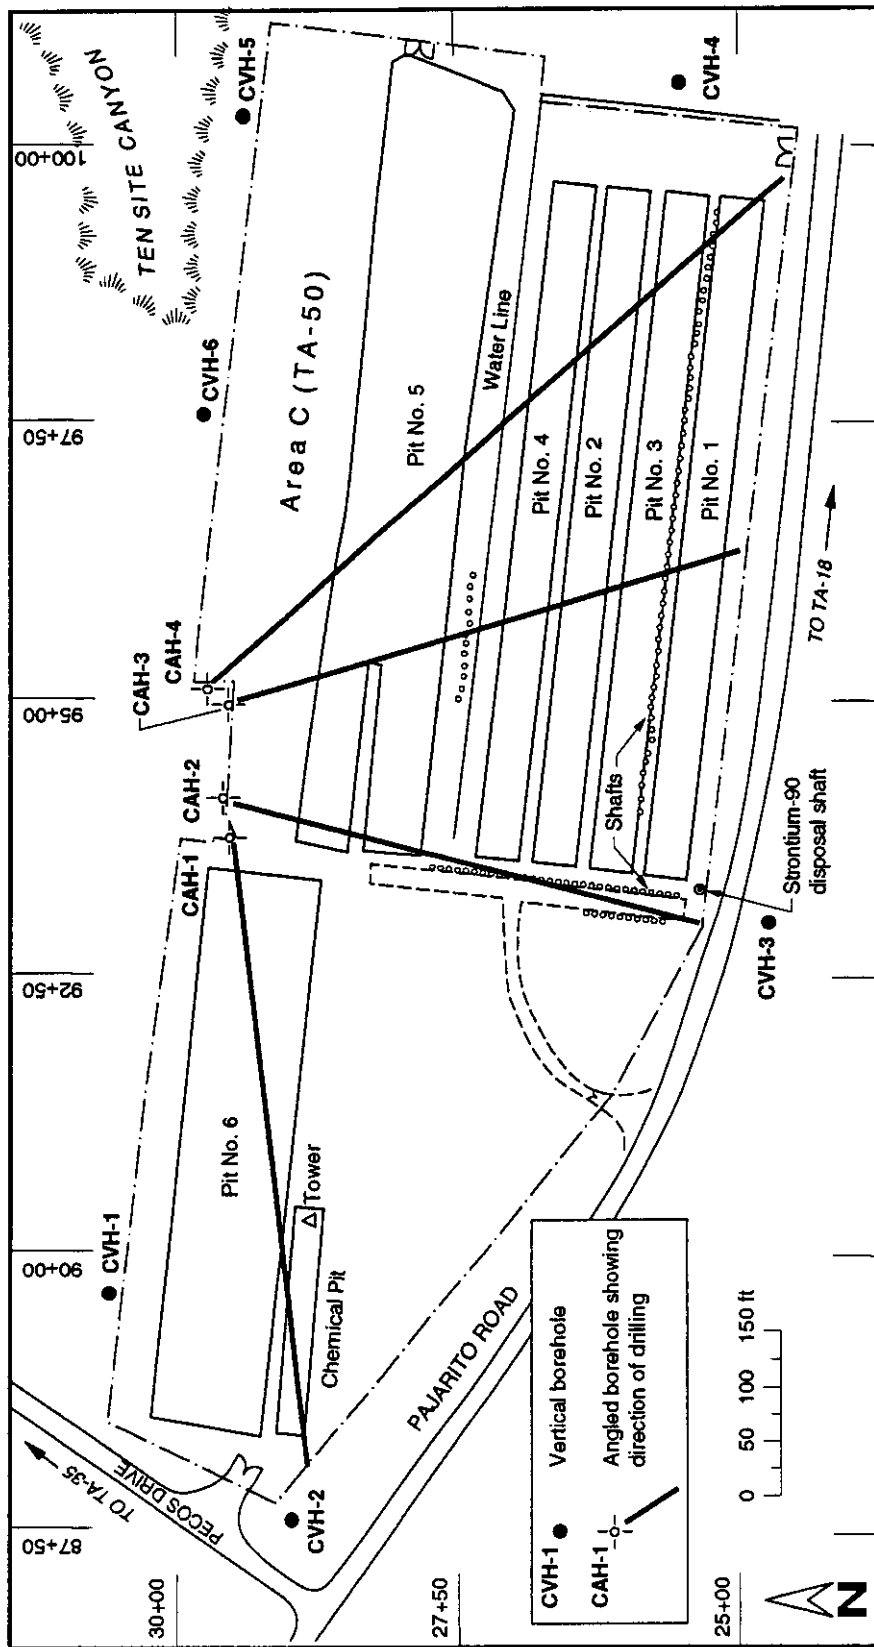 TEN SITE CANYON
CVH-5
CVH-4
CVH-6
CVH-1
CVH-2
CVH-3
CAH-3
CAH-4
CAH-2
CAH-1
Area C (TA-50)
Pit No. 5
Water Line
Pit No. 4
Pit No. 2
Pit No. 3
Pit No. 1
Pit No. 6
Shafts
Strontium-90
disposal shaft
Tower
Chemical Pit
TO TA-35
PECOS DRIVE
PAJARITO ROAD
TO TA-18
87+50
90+00
92+50
95+00
97+50
100+00
30+00
27+50
25+00
CVH-1 Vertical borehole
CAH-1 Angled borehole showing
direction of drilling
0 50 100 150 ft
N